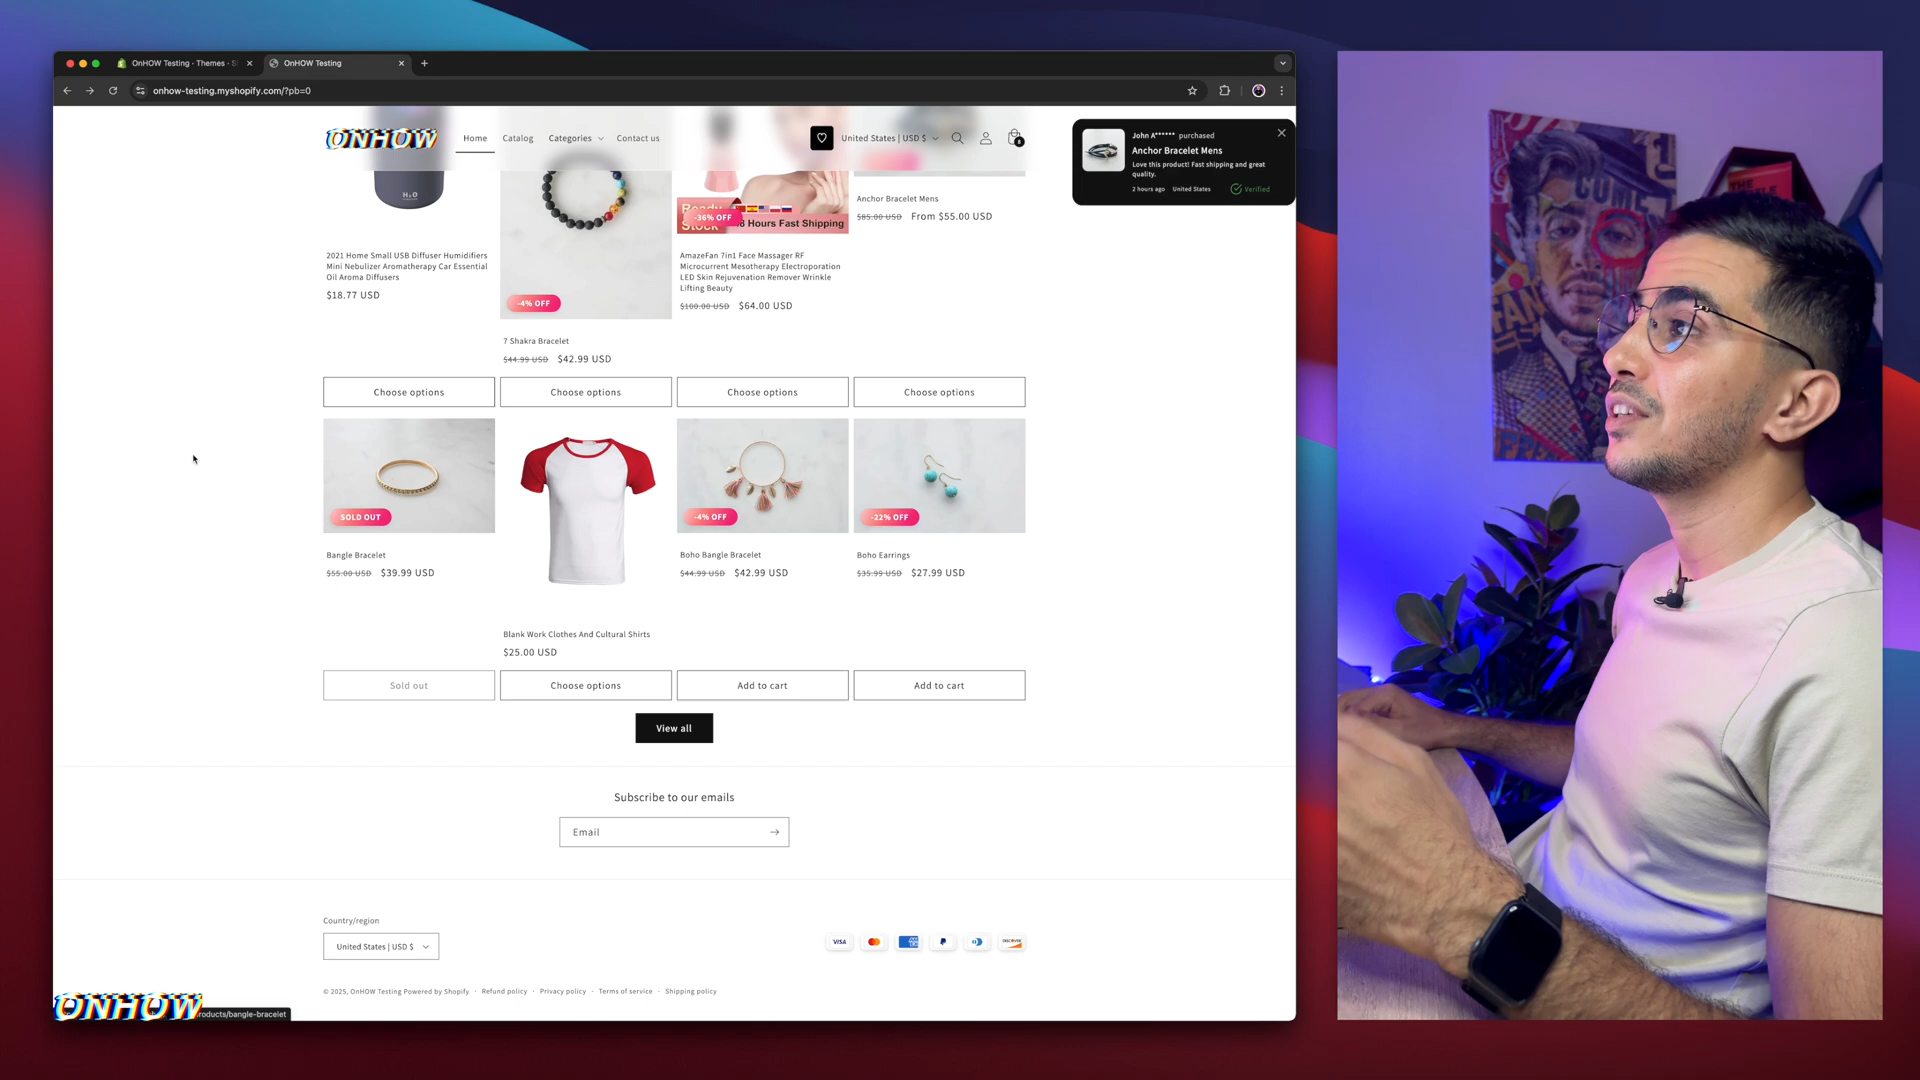 OnHOW Testing · Themes · S
OnHOW Testing
onhow-testing.myshopify.com/?pb=0
ONHOW
Home
Catalog
Categories
Contact us
United States | USD $
8
John A****** purchased
Anchor Bracelet Mens
Love this product! Fast shipping and great
quality.
2 hours ago
United States
Verified
H₂O
Ready
Stock
Hours Fast Shipping
-36% OFF
Anchor Bracelet Mens
$85.00 USD From $55.00 USD
2021 Home Small USB Diffuser Humidifiers
Mini Nebulizer Aromatherapy Car Essential
Oil Aroma Diffusers
$18.77 USD
-4% OFF
7 Shakra Bracelet
$44.99 USD $42.99 USD
AmazeFan 7in1 Face Massager RF
Microcurrent Mesotherapy Electroporation
LED Skin Rejuvenation Remover Wrinkle
Lifting Beauty
$100.00 USD $64.00 USD
Choose options
Choose options
Choose options
Choose options
SOLD OUT
-4% OFF
-22% OFF
Bangle Bracelet
$55.00 USD $39.99 USD
Blank Work Clothes And Cultural Shirts
$25.00 USD
Boho Bangle Bracelet
$44.99 USD $42.99 USD
Boho Earrings
$35.99 USD $27.99 USD
Sold out
Choose options
Add to cart
Add to cart
View all
Subscribe to our emails
Email
Country/region
United States | USD $
VISA
DISCOVER
© 2025, OnHOW Testing Powered by Shopify · Refund policy · Privacy policy · Terms of service · Shipping policy
ONHOW
roducts/bangle-bracelet
COME
FAN
THE